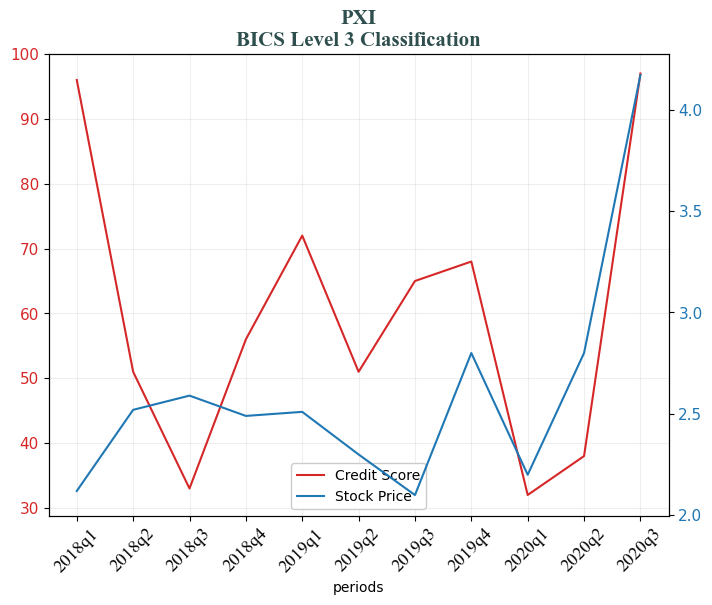 PXI
BICS Level 3 Classification
100
90
80
70
60
50
40
30
4.0
3.5
3.0
2.5
2.0
Credit Score
Stock Price
2018q1
2018q2
2018q3
2018q4
2019q1
2019q2
2019q3
2019q4
2020q1
2020q2
2020q3
periods